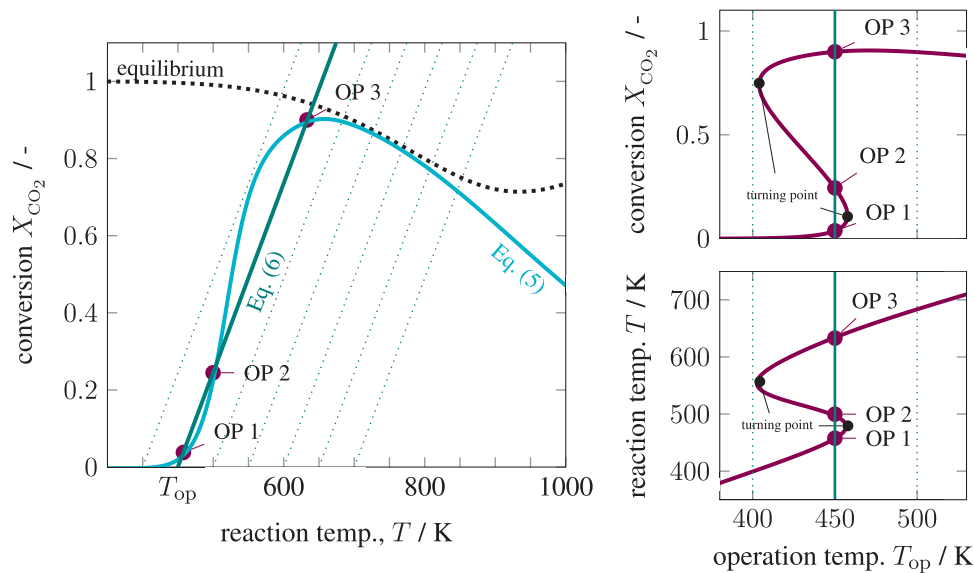 equilibrium
OP 3
OP 2
OP 1
Eq. (6)
Eq. (5)
conversion X_CO₂ / -
0
0.2
0.4
0.6
0.8
1
T_op
600
800
1000
reaction temp., T / K
conversion X_CO₂ / -
1
0.5
0
OP 3
OP 2
turning point
OP 1
reaction temp. T / K
700
600
500
400
OP 3
OP 2
turning point
OP 1
400
450
500
operation temp. T_op / K